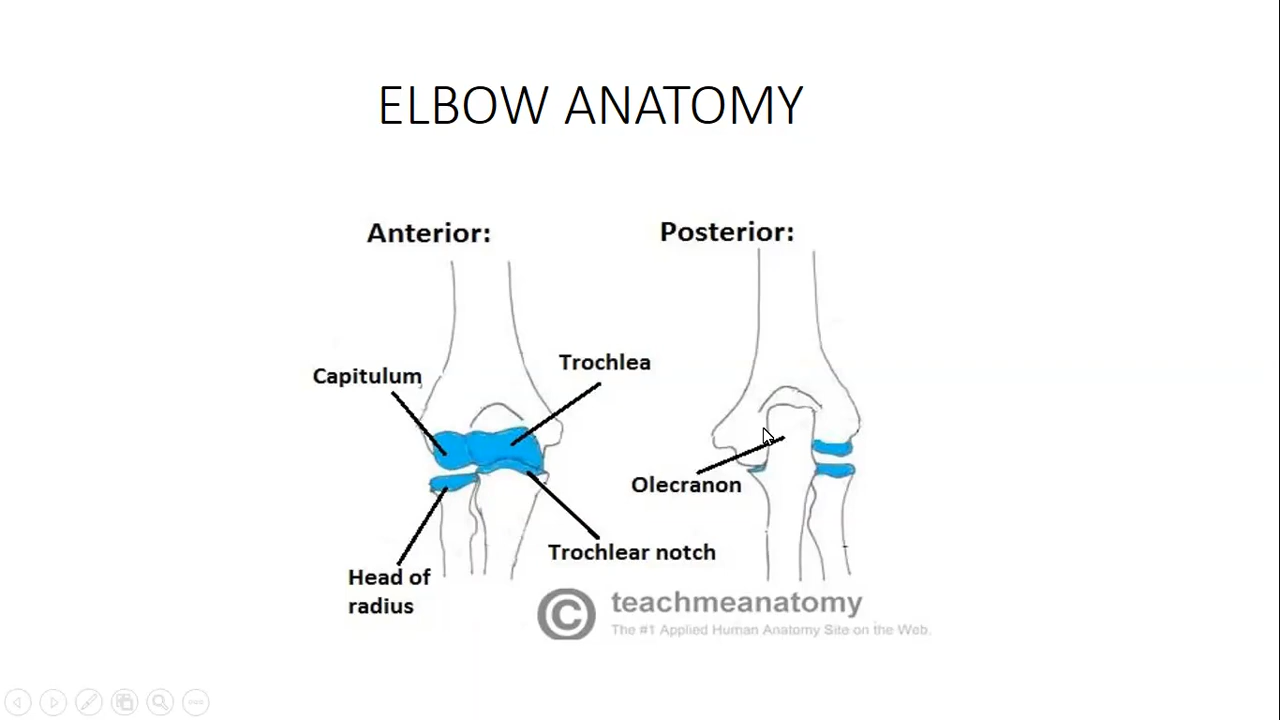 ELBOW ANATOMY
Anterior:
Posterior:
Trochlea
Capitulum
Olecranon
Trochlear notch
Head of
radius
© teachmeanatomy
The #1 Applied Human Anatomy Site on the Web.